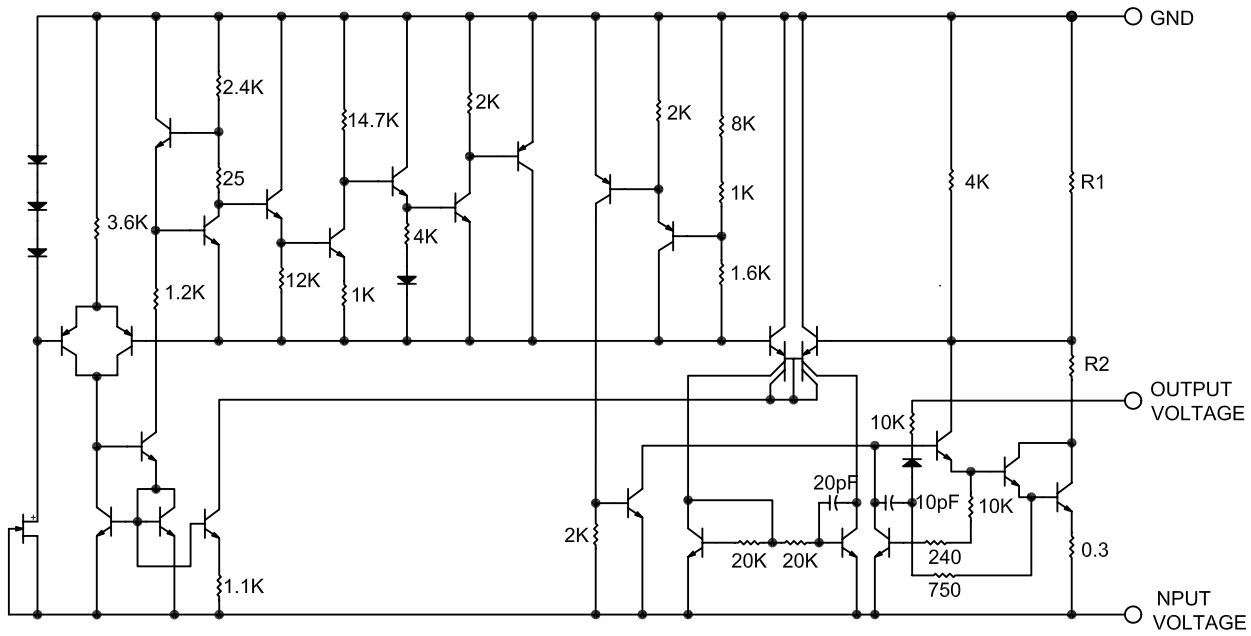 GND
2.4K
14.7K
2K
2K
8K
25
1K
4K
R1
3.6K
4K
12K
1K
1.6K
1.2K
R2
OUTPUT
VOLTAGE
10K
20pF
10pF
10K
2K
20K
20K
240
0.3
1.1K
750
NPUT
VOLTAGE